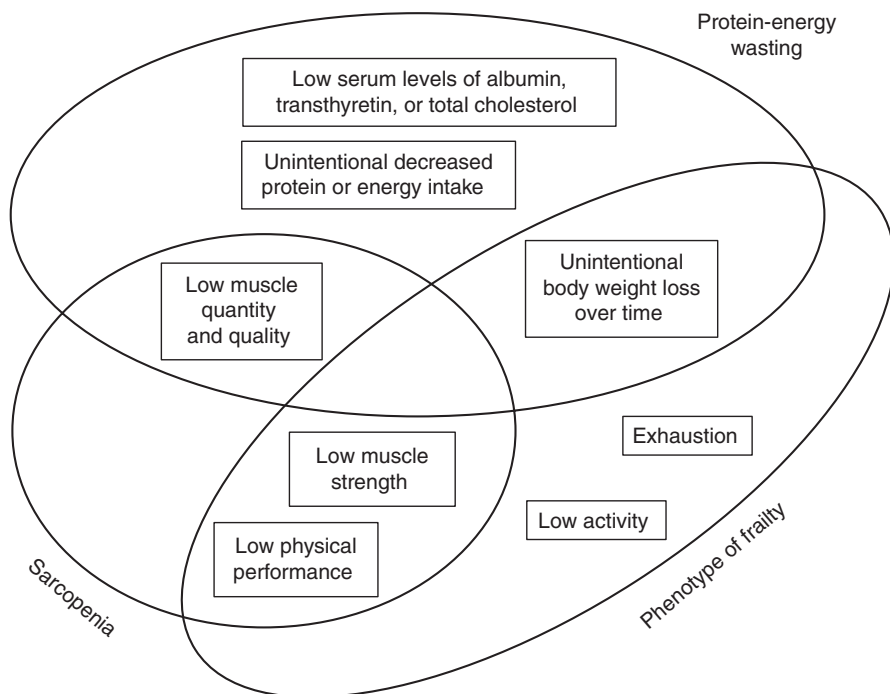 Protein-energy
wasting
Low serum levels of albumin,
transthyretin, or total cholesterol
Unintentional decreased
protein or energy intake
Low muscle
quantity
and quality
Unintentional
body weight loss
over time
Exhaustion
Low muscle
strength
Low activity
Low physical
performance
Sarcopenia
Phenotype of frailty